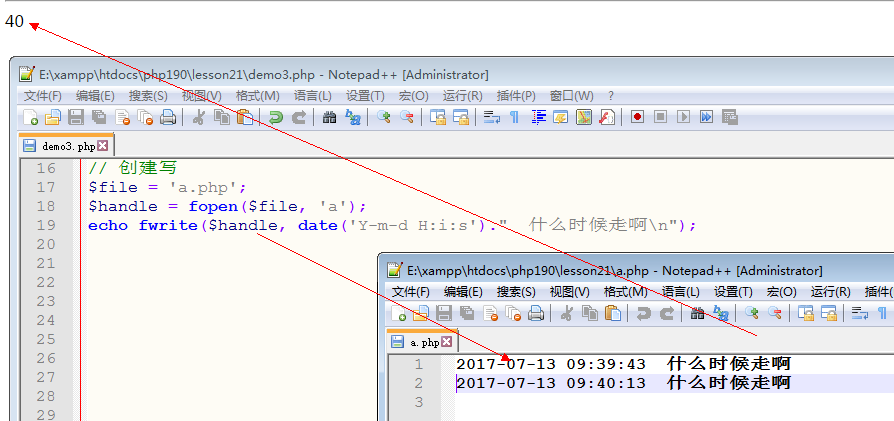 40
E:\xampp\htdocs\php190\lesson21\demo3.php - Notepad++ [Administrator]
文件(F) 编辑(E) 搜索(S) 视图(V) 格式(M) 语言(L) 设置(T) 宏(O) 运行(R) 插件(P) 窗口(W) ?
demo3.php
16 // 创建写
17 $file = 'a.php';
18 $handle = fopen($file, 'a');
19 echo fwrite($handle, date('Y-m-d H:i:s')."  什么时候走啊\n");
20
21
22
23
24
25
26
27
28
29
E:\xampp\htdocs\php190\lesson21\a.php - Notepad++ [Administrator]
文件(F) 编辑(E) 搜索(S) 视图(V) 格式(M) 语言(L) 设置(T) 宏(O) 运行(R) 插件
a.php
1 2017-07-13 09:39:43  什么时候走啊
2 2017-07-13 09:40:13  什么时候走啊
3